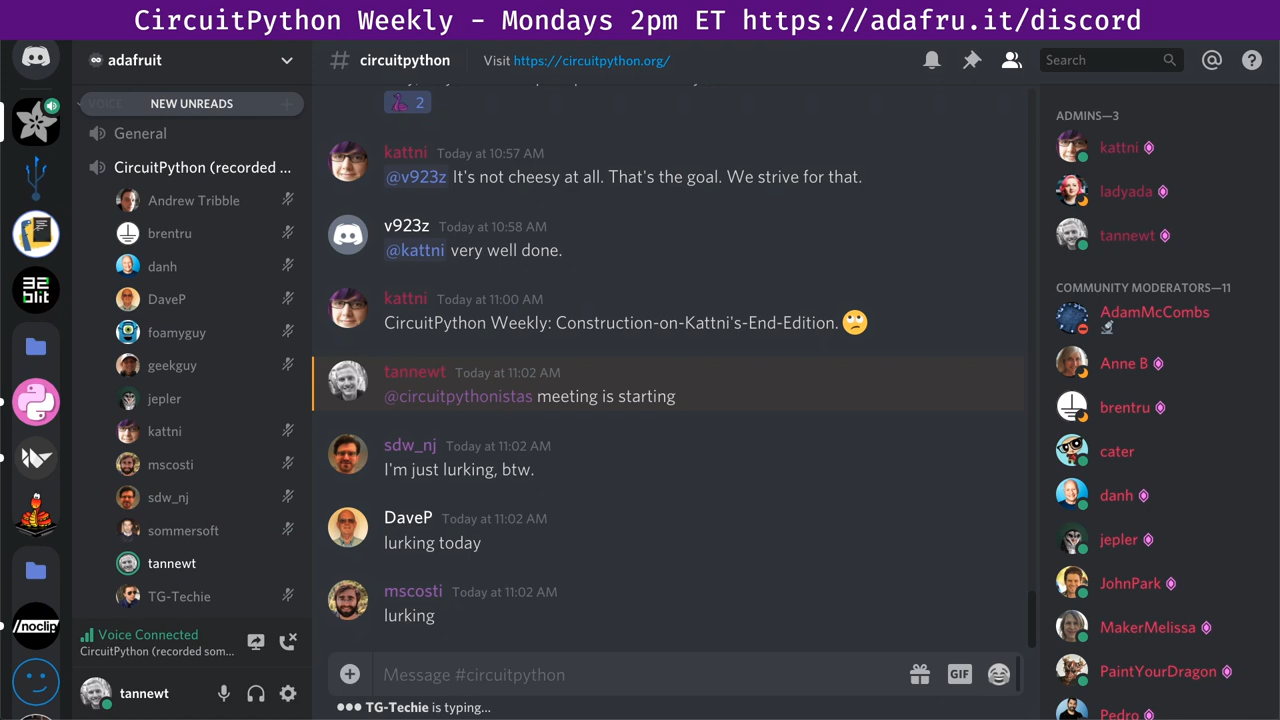 CircuitPython Weekly - Mondays 2pm ET https://adafru.it/discord
adafruit
# circuitpython
Visit https://circuitpython.org/
Search
VOICE
NEW UNREADS
General
CircuitPython (recorded ...
Andrew Tribble
brentru
danh
DaveP
foamyguy
geekguy
jepler
kattni
mscosti
sdw_nj
sommersoft
tannewt
TG-Techie
Voice Connected
CircuitPython (recorded som...
tannewt
32
blit
/noclip
2
kattni Today at 10:57 AM
@v923z It's not cheesy at all. That's the goal. We strive for that.
v923z Today at 10:58 AM
@kattni very well done.
kattni Today at 11:00 AM
CircuitPython Weekly: Construction-on-Kattni's-End-Edition.
tannewt Today at 11:02 AM
@circuitpythonistas meeting is starting
sdw_nj Today at 11:02 AM
I'm just lurking, btw.
DaveP Today at 11:02 AM
lurking today
mscosti Today at 11:02 AM
lurking
Message #circuitpython
GIF
TG-Techie is typing...
ADMINS—3
kattni
ladyada
tannewt
COMMUNITY MODERATORS—11
AdamMcCombs
Anne B
brentru
cater
danh
jepler
JohnPark
MakerMelissa
PaintYourDragon
Pedro